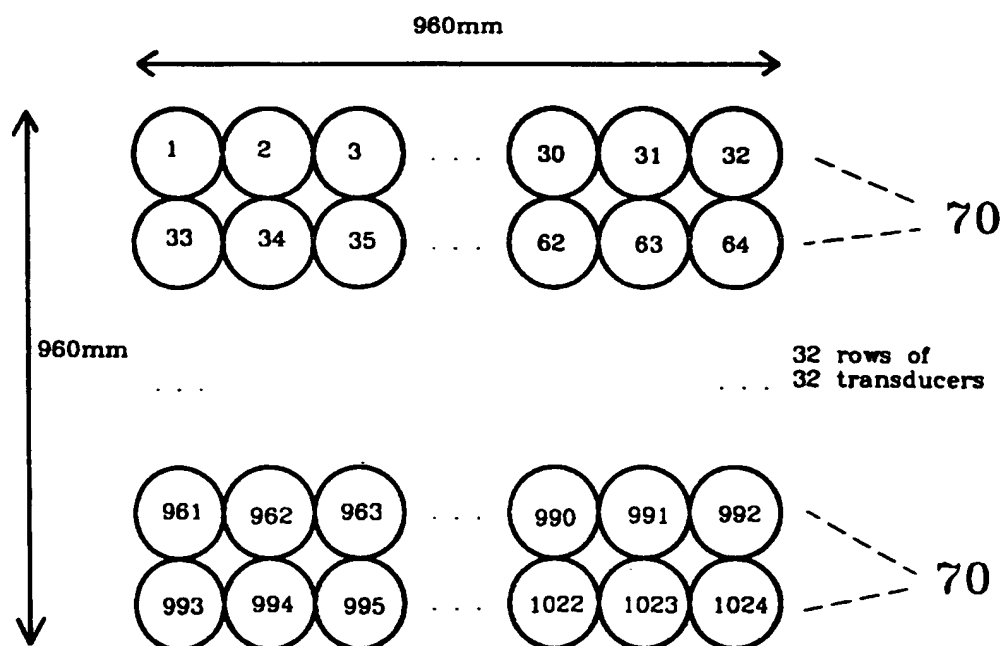 960mm
1 2 3 . . . 30 31 32
70
33 34 35 . . . 62 63 64
960mm
32 rows of
. . . . . . 32 transducers
961 962 963 . . . 990 991 992
70
993 994 995 . . . 1022 1023 1024